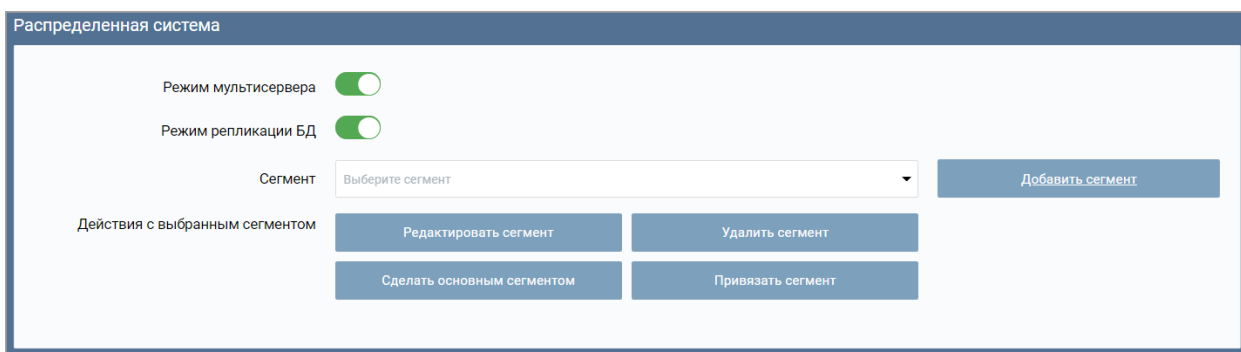 Распределенная система
Режим мультисервера
Режим репликации БД
Сегмент Выберите сегмент Добавить сегмент
Действия с выбранным сегментом Редактировать сегмент Удалить сегмент
Сделать основным сегментом Привязать сегмент